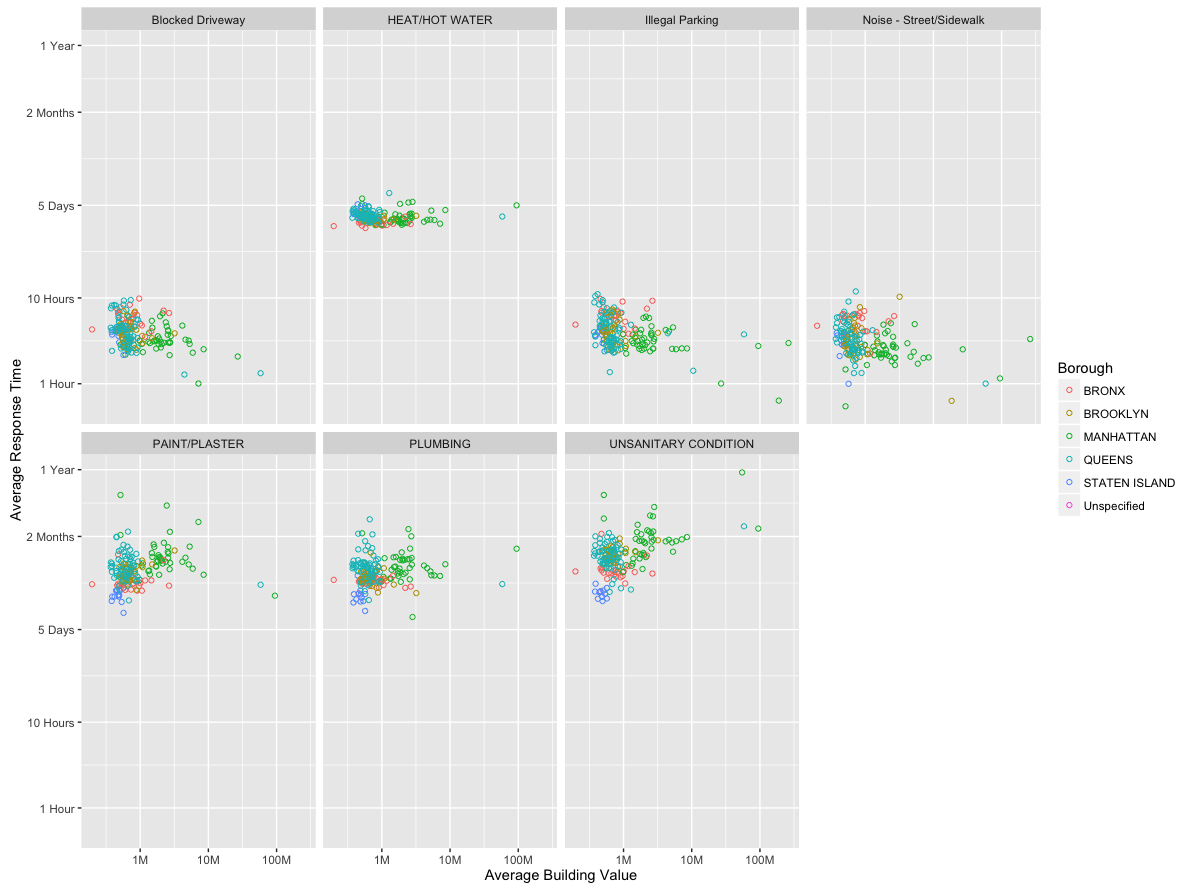 Blocked Driveway
HEAT/HOT WATER
Illegal Parking
Noise - Street/Sidewalk
1 Year
2 Months
5 Days
10 Hours
1 Hour
PAINT/PLASTER
PLUMBING
UNSANITARY CONDITION
1 Year
2 Months
5 Days
10 Hours
1 Hour
1M 10M 100M
1M 10M 100M
1M 10M 100M
Average Building Value
Average Response Time
Borough
BRONX
BROOKLYN
MANHATTAN
QUEENS
STATEN ISLAND
Unspecified